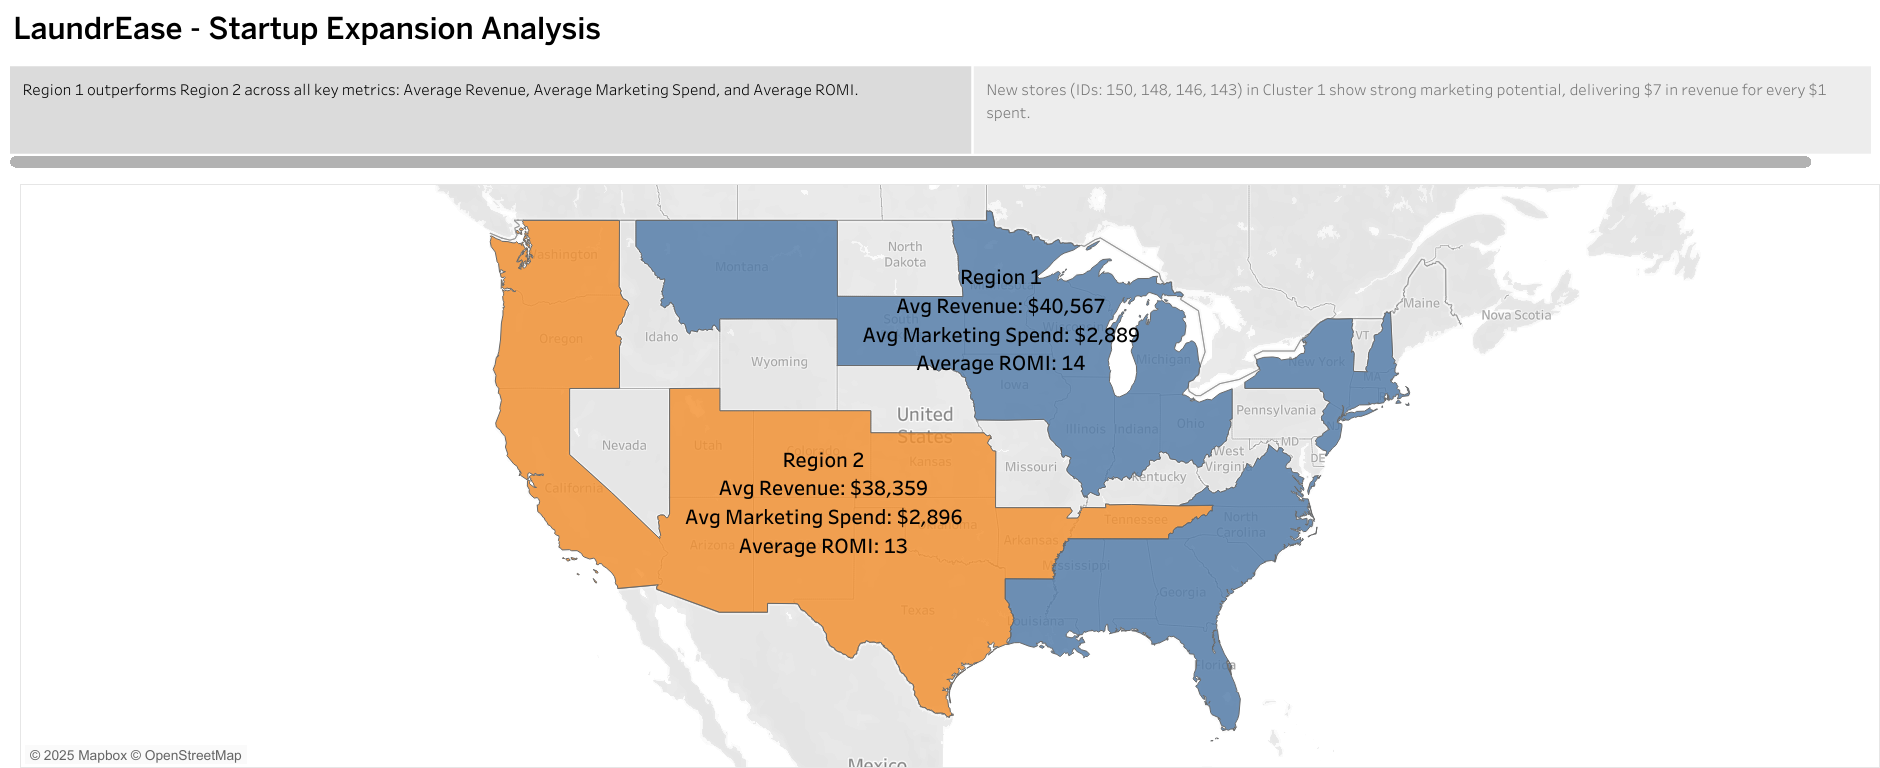 LaundrEase - Startup Expansion Analysis
Region 1 outperforms Region 2 across all key metrics: Average Revenue, Average Marketing Spend, and Average ROMI.
New stores (IDs: 150, 148, 146, 143) in Cluster 1 show strong marketing potential, delivering $7 in revenue for every $1
spent.
Washington
Montana
North
Dakota
Region 1
Avg Revenue: $40,567
Avg Marketing Spend: $2,889
Average ROMI: 14
Maine
Nova Scotia
Oregon
Idaho
Wyoming
Michigan
New York
VT
MA
Iowa
United
States
Pennsylvania
Nevada
Utah
Kansas
Missouri
Illinois
Indiana
Ohio
West
Virginia
MD
DE
NJ
Kentucky
Region 2
Avg Revenue: $38,359
Avg Marketing Spend: $2,896
Average ROMI: 13
California
Arizona
Arkansas
Tennessee
North
Carolina
Mississippi
Georgia
Texas
Louisiana
Florida
Mexico
© 2025 Mapbox © OpenStreetMap